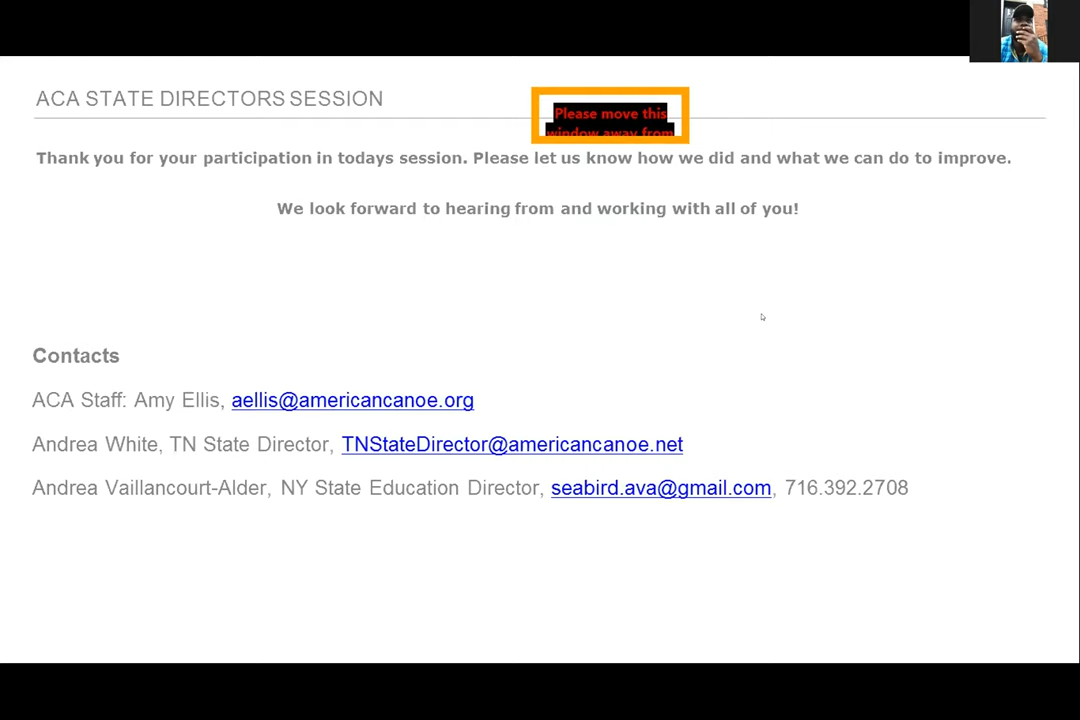 ACA STATE DIRECTORS SESSION
Please move this
window away from
Thank you for your participation in todays session. Please let us know how we did and what we can do to improve.
We look forward to hearing from and working with all of you!
Contacts
ACA Staff: Amy Ellis, aellis@americancanoe.org
Andrea White, TN State Director, TNStateDirector@americancanoe.net
Andrea Vaillancourt-Alder, NY State Education Director, seabird.ava@gmail.com, 716.392.2708